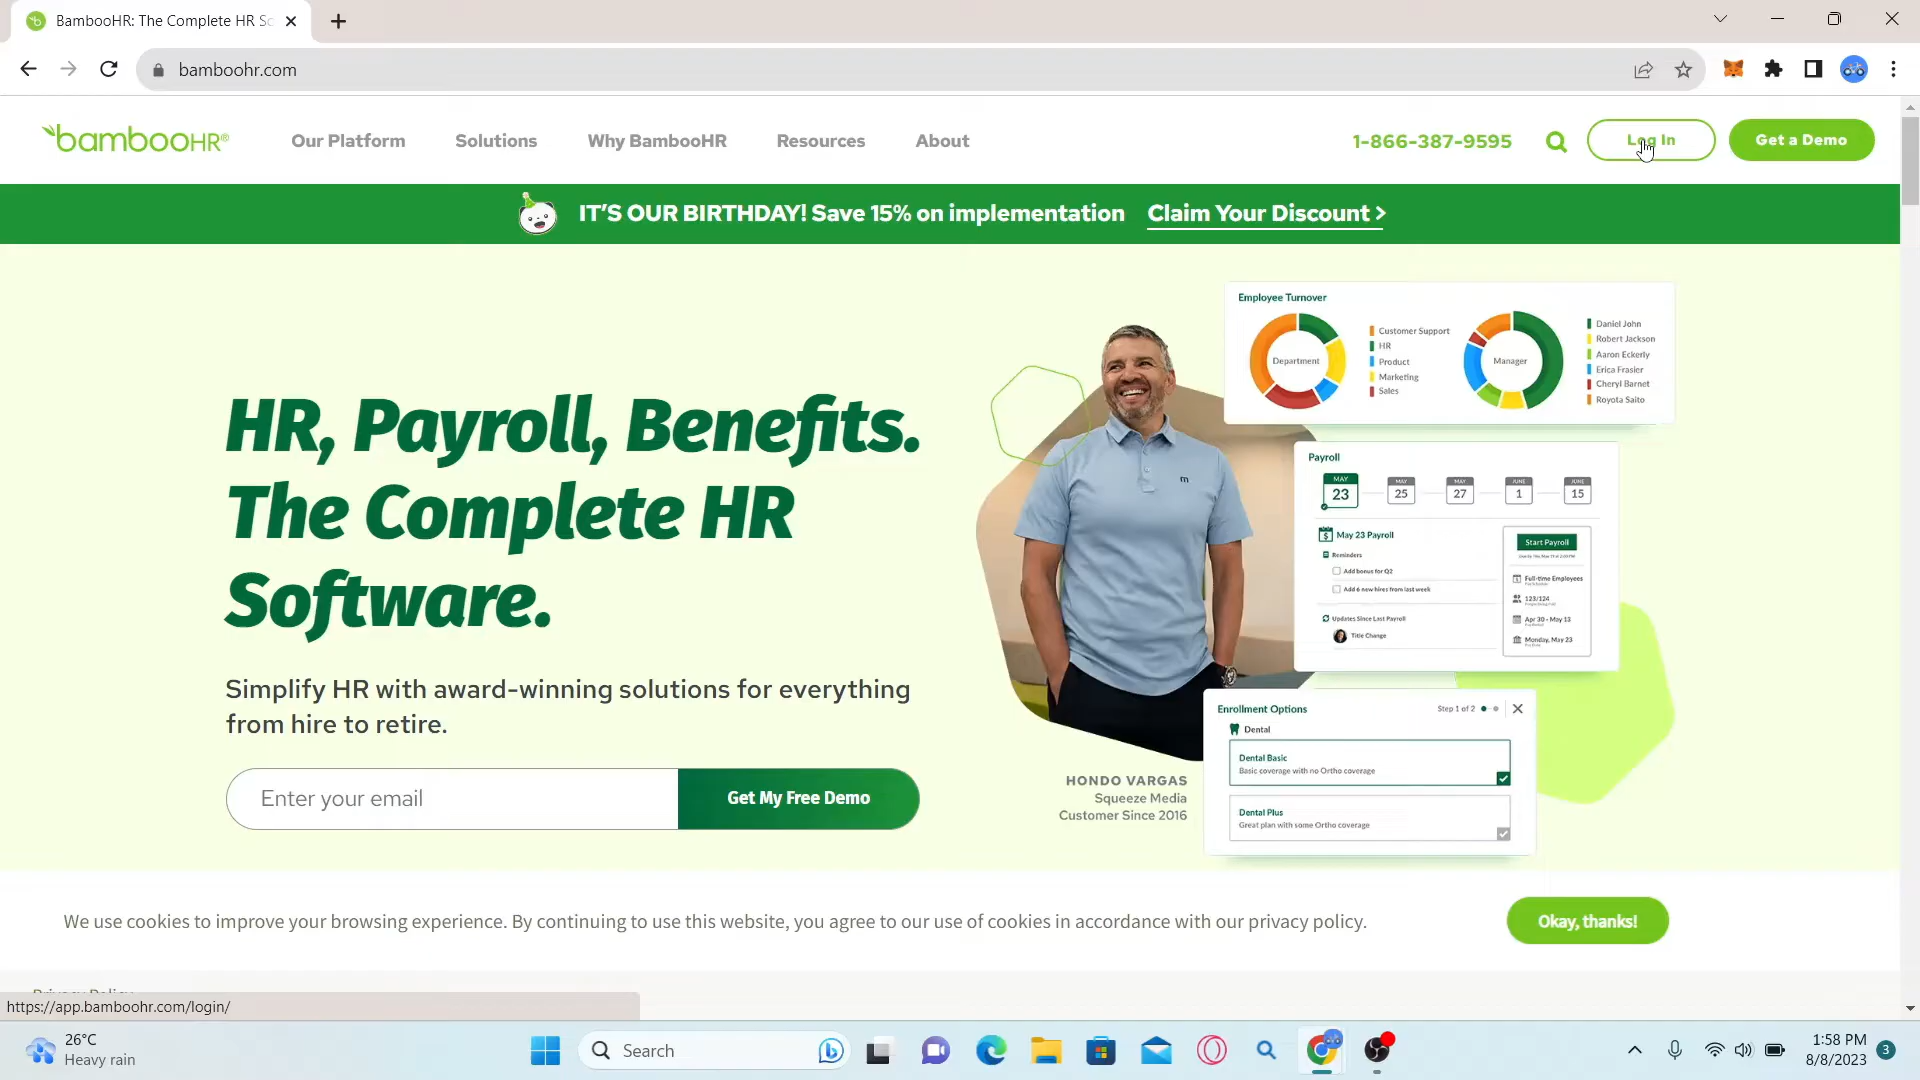 BambooHR: The Complete HR So
bamboohr.com
bambooHR®
Our Platform
Solutions
Why BambooHR
Resources
About
1-866-387-9595
Log In
Get a Demo
IT'S OUR BIRTHDAY! Save 15% on implementation
Claim Your Discount >
HR, Payroll, Benefits.
The Complete HR
Software.
Simplify HR with award-winning solutions for everything
from hire to retire.
Enter your email
Get My Free Demo
Employee Turnover
Department
Customer Support
HR
Product
Marketing
Sales
Manager
Daniel John
Robert Jackson
Aaron Eckerly
Erica Frasier
Cheryl Barnet
Royota Saito
m
Payroll
MAY
23
MAY
25
MAY
27
JUNE
1
JUNE
15
May 23 Payroll
Reminders
Add bonus for Q2
Add 6 new hires from last week
Updates Since Last Payroll
Title Change
Start Payroll
Full-time Employees
123/124
Apr 30 - May 13
Monday, May 23
Enrollment Options
Step 1 of 2
Dental
Dental Basic
Basic coverage with no Ortho coverage
Dental Plus
Great plan with some Ortho coverage
HONDO VARGAS
Squeeze Media
Customer Since 2016
We use cookies to improve your browsing experience. By continuing to use this website, you agree to our use of cookies in accordance with our privacy policy.
Okay, thanks!
Privacy Policy
https://app.bamboohr.com/login/
26°C
Heavy rain
Search
1:58 PM
8/8/2023
3